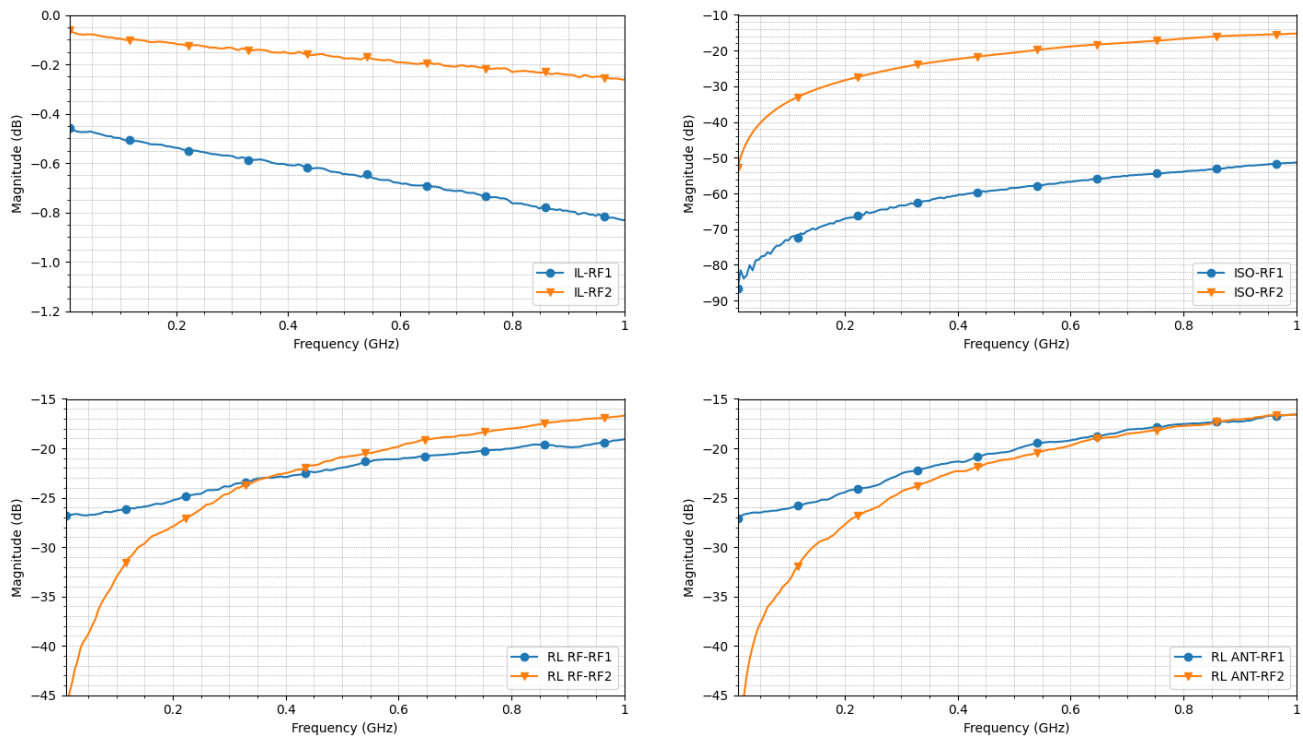 0.0
−0.2
−0.4
−0.6
−0.8
−1.0
−1.2
Magnitude (dB)
0.2 0.4 0.6 0.8 1
Frequency (GHz)
IL-RF1
IL-RF2
−10
−20
−30
−40
−50
−60
−70
−80
−90
Magnitude (dB)
0.2 0.4 0.6 0.8 1
Frequency (GHz)
ISO-RF1
ISO-RF2
−15
−20
−25
−30
−35
−40
−45
Magnitude (dB)
0.2 0.4 0.6 0.8 1
Frequency (GHz)
RL RF-RF1
RL RF-RF2
−15
−20
−25
−30
−35
−40
−45
Magnitude (dB)
0.2 0.4 0.6 0.8 1
Frequency (GHz)
RL ANT-RF1
RL ANT-RF2